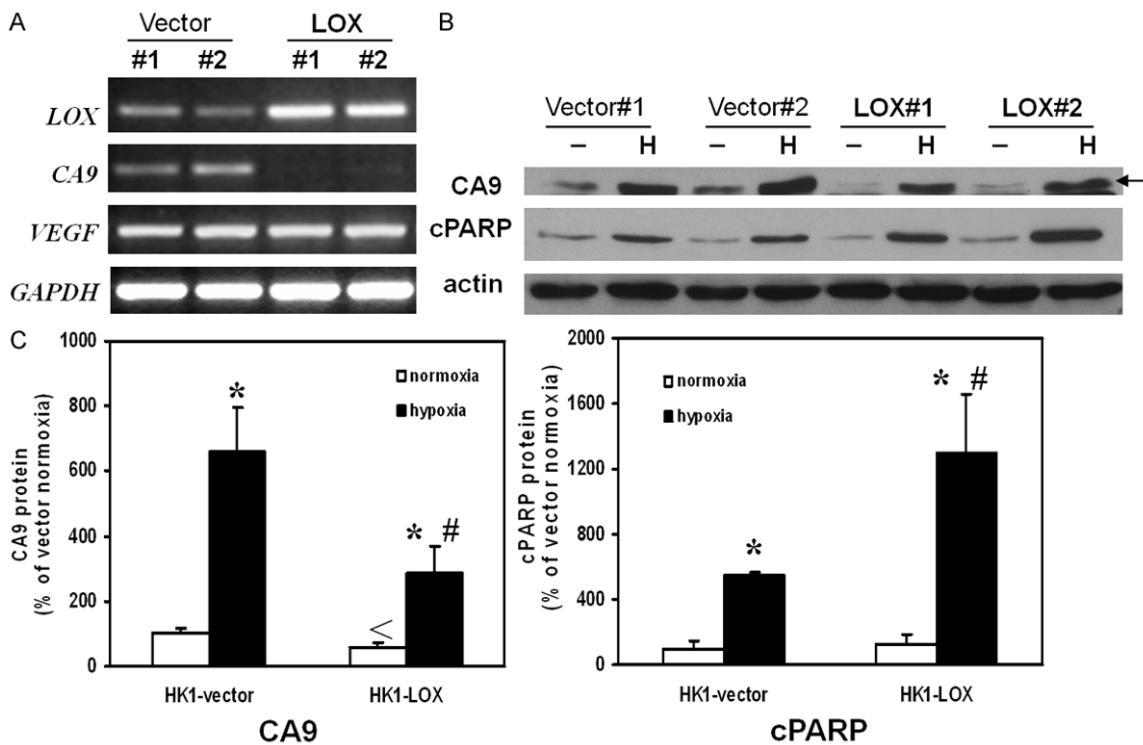 A
Vector LOX
#1 #2 #1 #2
LOX
CA9
VEGF
GAPDH
B
Vector#1 Vector#2 LOX#1 LOX#2
– H – H – H – H
CA9
cPARP
actin
C
CA9 protein
(% of vector normoxia)
1000
800
600
400
200
0
normoxia
hypoxia
*
<
* #
HK1-vector HK1-LOX
CA9
cPARP protein
(% of vector normoxia)
2000
1600
1200
800
400
0
normoxia
hypoxia
*
* #
HK1-vector HK1-LOX
cPARP